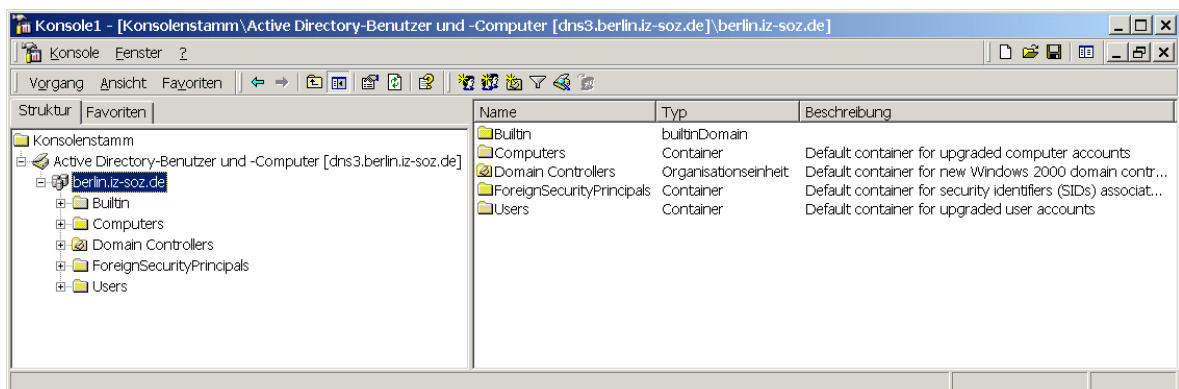 Konsole1 - [Konsolenstamm\Active Directory-Benutzer und -Computer [dns3.berlin.iz-soz.de]\berlin.iz-soz.de]
Konsole Fenster ?
Vorgang Ansicht Favoriten
Struktur Favoriten
Konsolenstamm
Active Directory-Benutzer und -Computer [dns3.berlin.iz-soz.de]
berlin.iz-soz.de
Builtin
Computers
Domain Controllers
ForeignSecurityPrincipals
Users
Name Typ Beschreibung
Builtin builtinDomain
Computers Container Default container for upgraded computer accounts
Domain Controllers Organisationseinheit Default container for new Windows 2000 domain contr...
ForeignSecurityPrincipals Container Default container for security identifiers (SIDs) associat...
Users Container Default container for upgraded user accounts